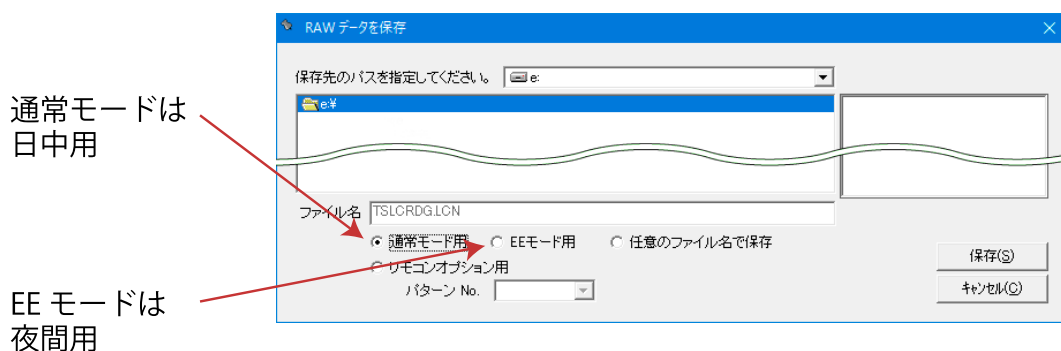 RAW データを保存
保存先のパスを指定してください。 e:
e:¥
通常モードは
日中用
ファイル名 TSLCRDG.LCN
通常モード用 EEモード用 任意のファイル名で保存
リモコンオプション用
パターン No.
保存(S)
キャンセル(C)
EE モードは
夜間用